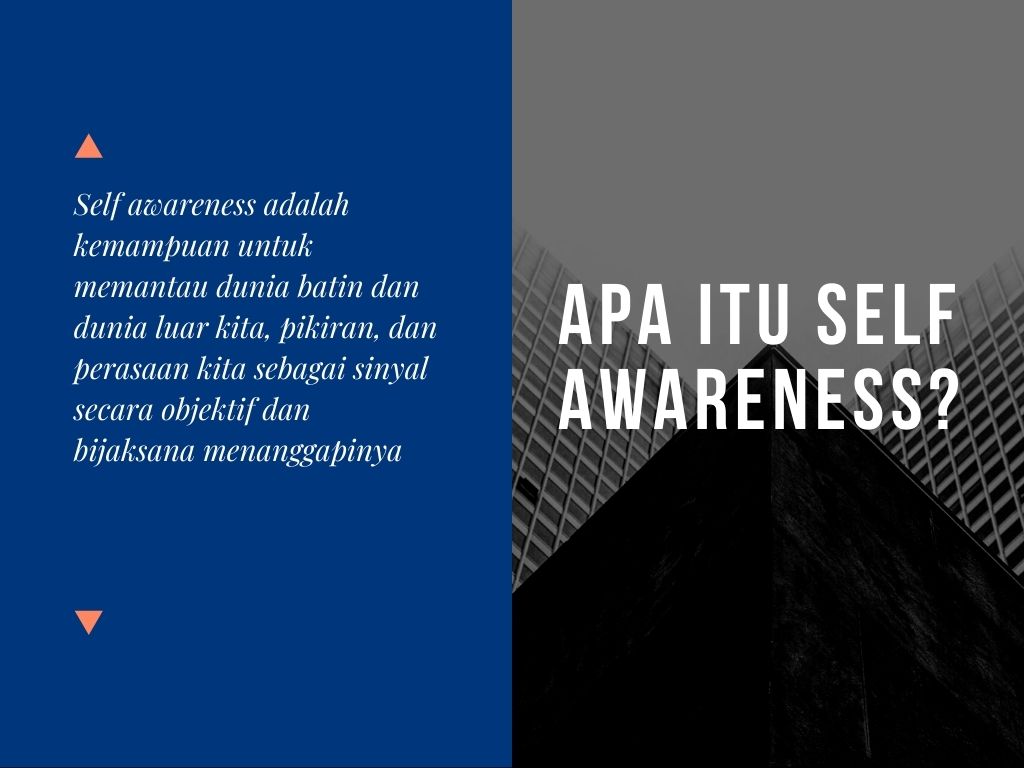 Self awareness adalah
kemampuan untuk
memantau dunia batin dan
dunia luar kita, pikiran, dan
perasaan kita sebagai sinyal
secara objektif dan
bijaksana menanggapinya
APA ITU SELF
AWARENESS?